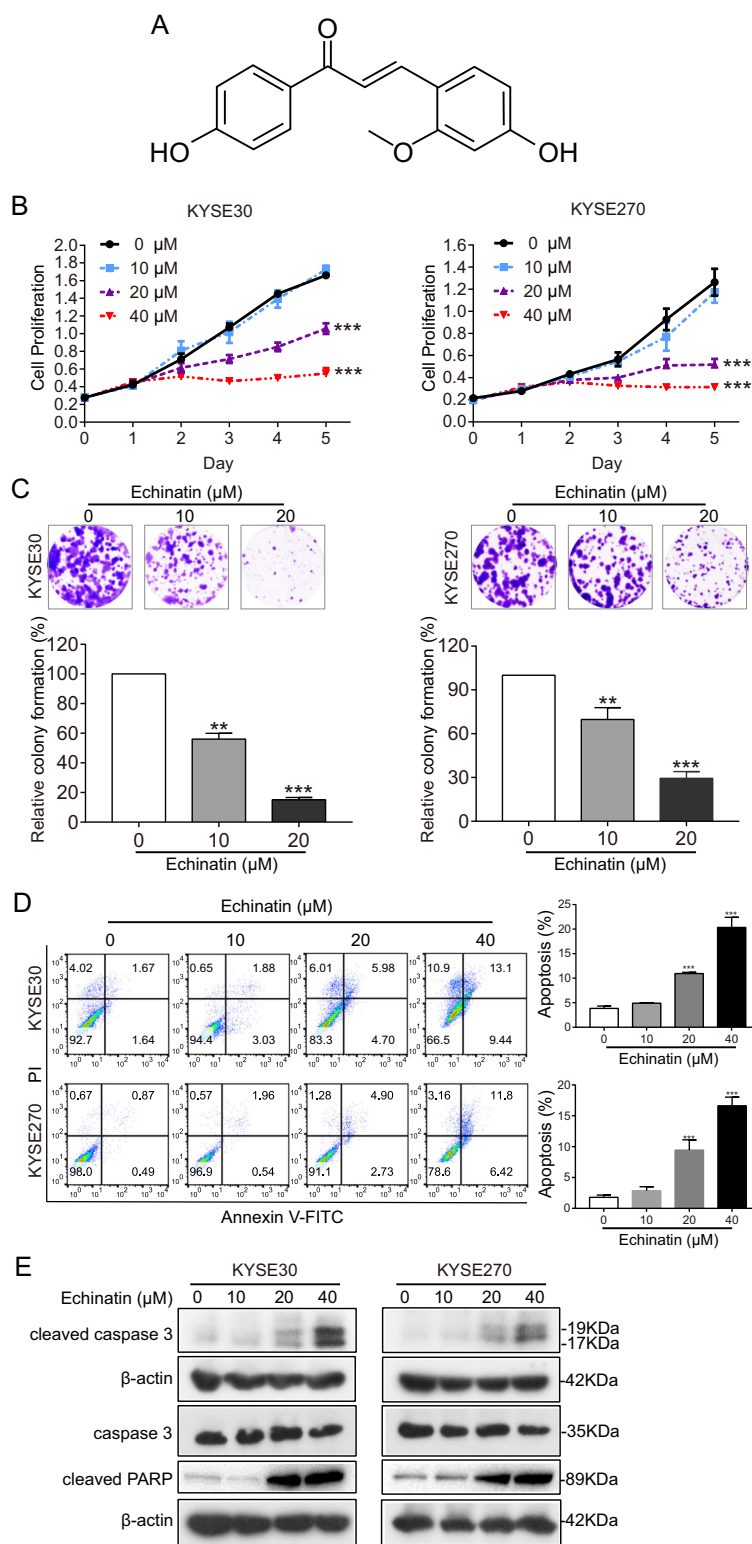 A
O
HO
O
OH
B
KYSE30
Cell Proliferation
2.0
1.8
1.6
1.4
1.2
1.0
0.8
0.6
0.4
0.2
0.0
0 μM
10 μM
20 μM
40 μM
***
***
0 1 2 3 4 5
Day
KYSE270
Cell Proliferation
1.6
1.4
1.2
1.0
0.8
0.6
0.4
0.2
0.0
0 μM
10 μM
20 μM
40 μM
***
***
0 1 2 3 4 5
Day
C
Echinatin (μM)
0 10 20
KYSE30
Relative colony formation (%)
120
100
80
60
40
20
0
**
***
0 10 20
Echinatin (μM)
Echinatin (μM)
0 10 20
KYSE270
Relative colony formation (%)
120
90
60
30
0
**
***
0 10 20
Echinatin (μM)
D
Echinatin (μM)
0 10 20 40
KYSE30
4.02 1.67 0.65 1.88 6.01 5.98 10.9 13.1
92.7 1.64 94.4 3.03 83.3 4.70 66.5 9.44
PI
KYSE270
0.67 0.87 0.57 1.96 1.28 4.90 3.16 11.8
98.0 0.49 96.9 0.54 91.1 2.73 78.6 6.42
Annexin V-FITC
Apoptosis (%)
25
20
15
10
5
0
***
***
0 10 20 40
Echinatin (μM)
Apoptosis (%)
20
15
10
5
0
***
***
0 10 20 40
Echinatin (μM)
E
KYSE30 KYSE270
Echinatin (μM) 0 10 20 40 0 10 20 40
cleaved caspase 3 -19KDa
-17KDa
β-actin -42KDa
caspase 3 -35KDa
cleaved PARP -89KDa
β-actin -42KDa